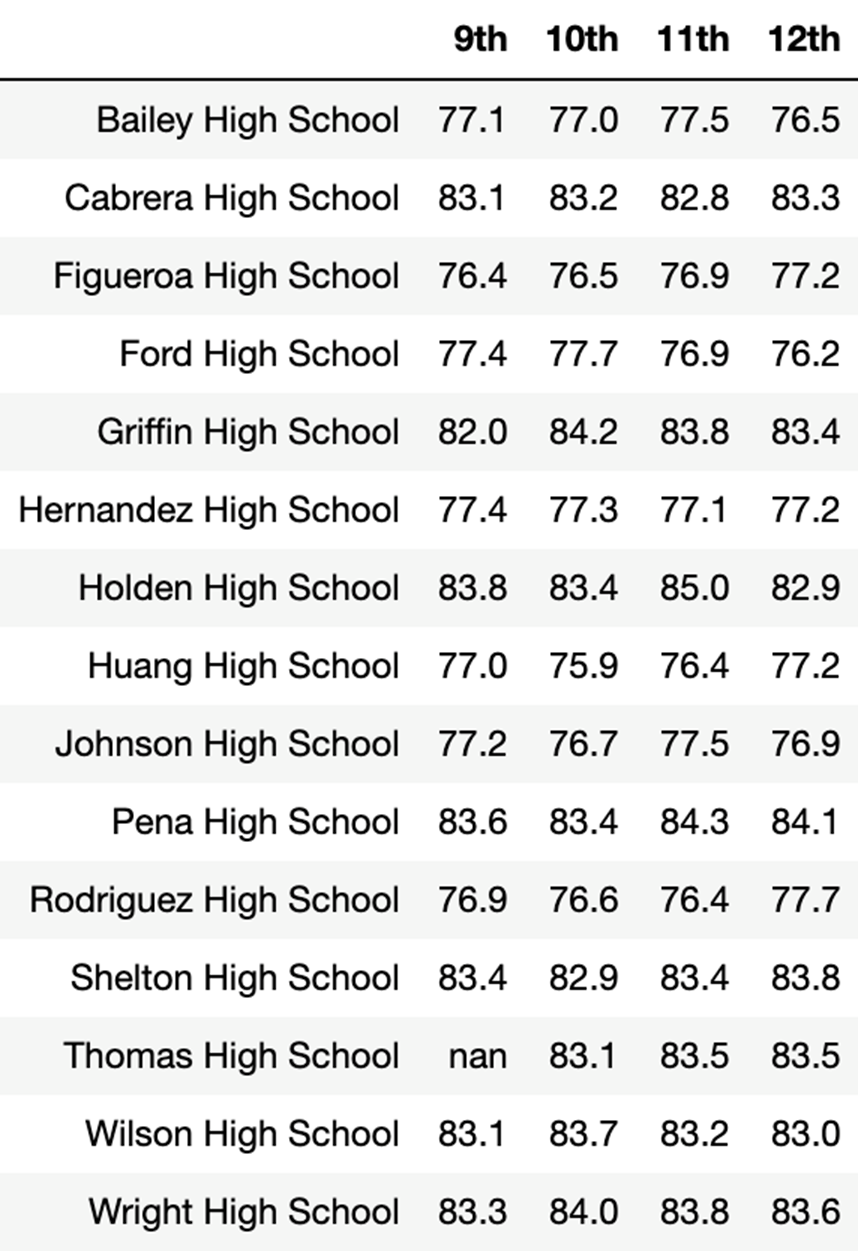 9th 10th 11th 12th
Bailey High School 77.1 77.0 77.5 76.5
Cabrera High School 83.1 83.2 82.8 83.3
Figueroa High School 76.4 76.5 76.9 77.2
Ford High School 77.4 77.7 76.9 76.2
Griffin High School 82.0 84.2 83.8 83.4
Hernandez High School 77.4 77.3 77.1 77.2
Holden High School 83.8 83.4 85.0 82.9
Huang High School 77.0 75.9 76.4 77.2
Johnson High School 77.2 76.7 77.5 76.9
Pena High School 83.6 83.4 84.3 84.1
Rodriguez High School 76.9 76.6 76.4 77.7
Shelton High School 83.4 82.9 83.4 83.8
Thomas High School nan 83.1 83.5 83.5
Wilson High School 83.1 83.7 83.2 83.0
Wright High School 83.3 84.0 83.8 83.6